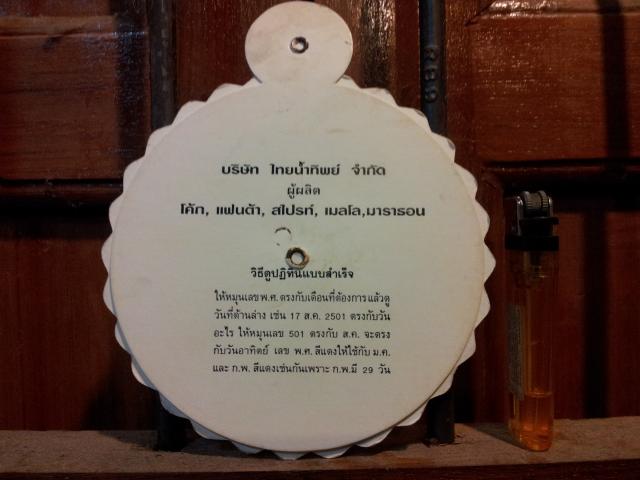 บริษัท ไทยน้ำทิพย์ จำกัด
ผู้ผลิต
โค้ก, แฟนต้า, สไปรท์, เมลโล, มาราธอน
วิธีดูปฏิทินแบบสำเร็จ
ให้หมุนเลข พ.ศ. ตรงกับเดือนที่ต้องการ แล้วดู
วันที่ด้านล่าง เช่น 17 ส.ค. 2501 ตรงกับวัน
อะไร ให้หมุนเลข 501 ตรงกับ ส.ค. จะตรง
กับวันอาทิตย์ เลข พ.ศ. สีแดงให้ใช้กับ ม.ค.
และ ก.พ. สีแดงเช่นกันเพราะ ก.พ. มี 29 วัน